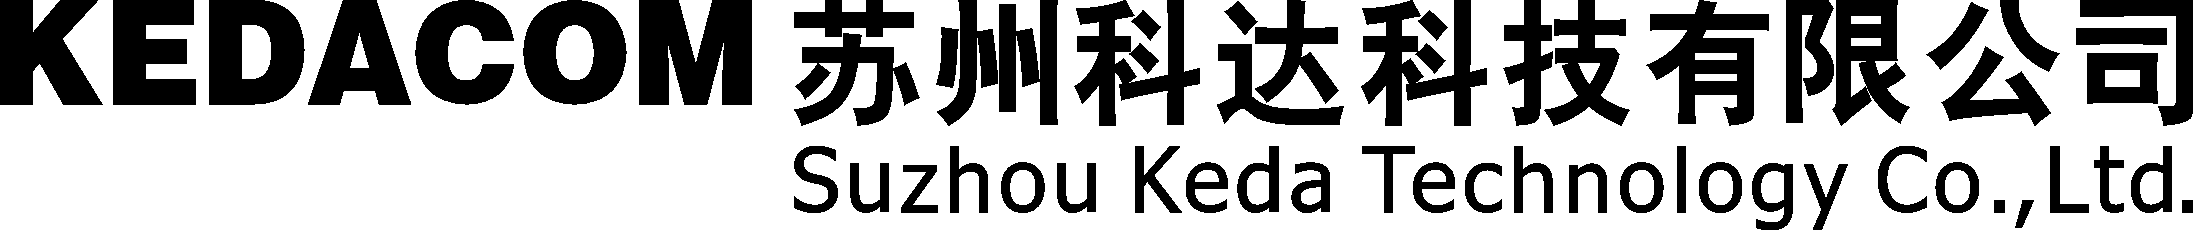 KEDACOM 苏州科达科技有限公司
Suzhou Keda Technology Co.,Ltd.